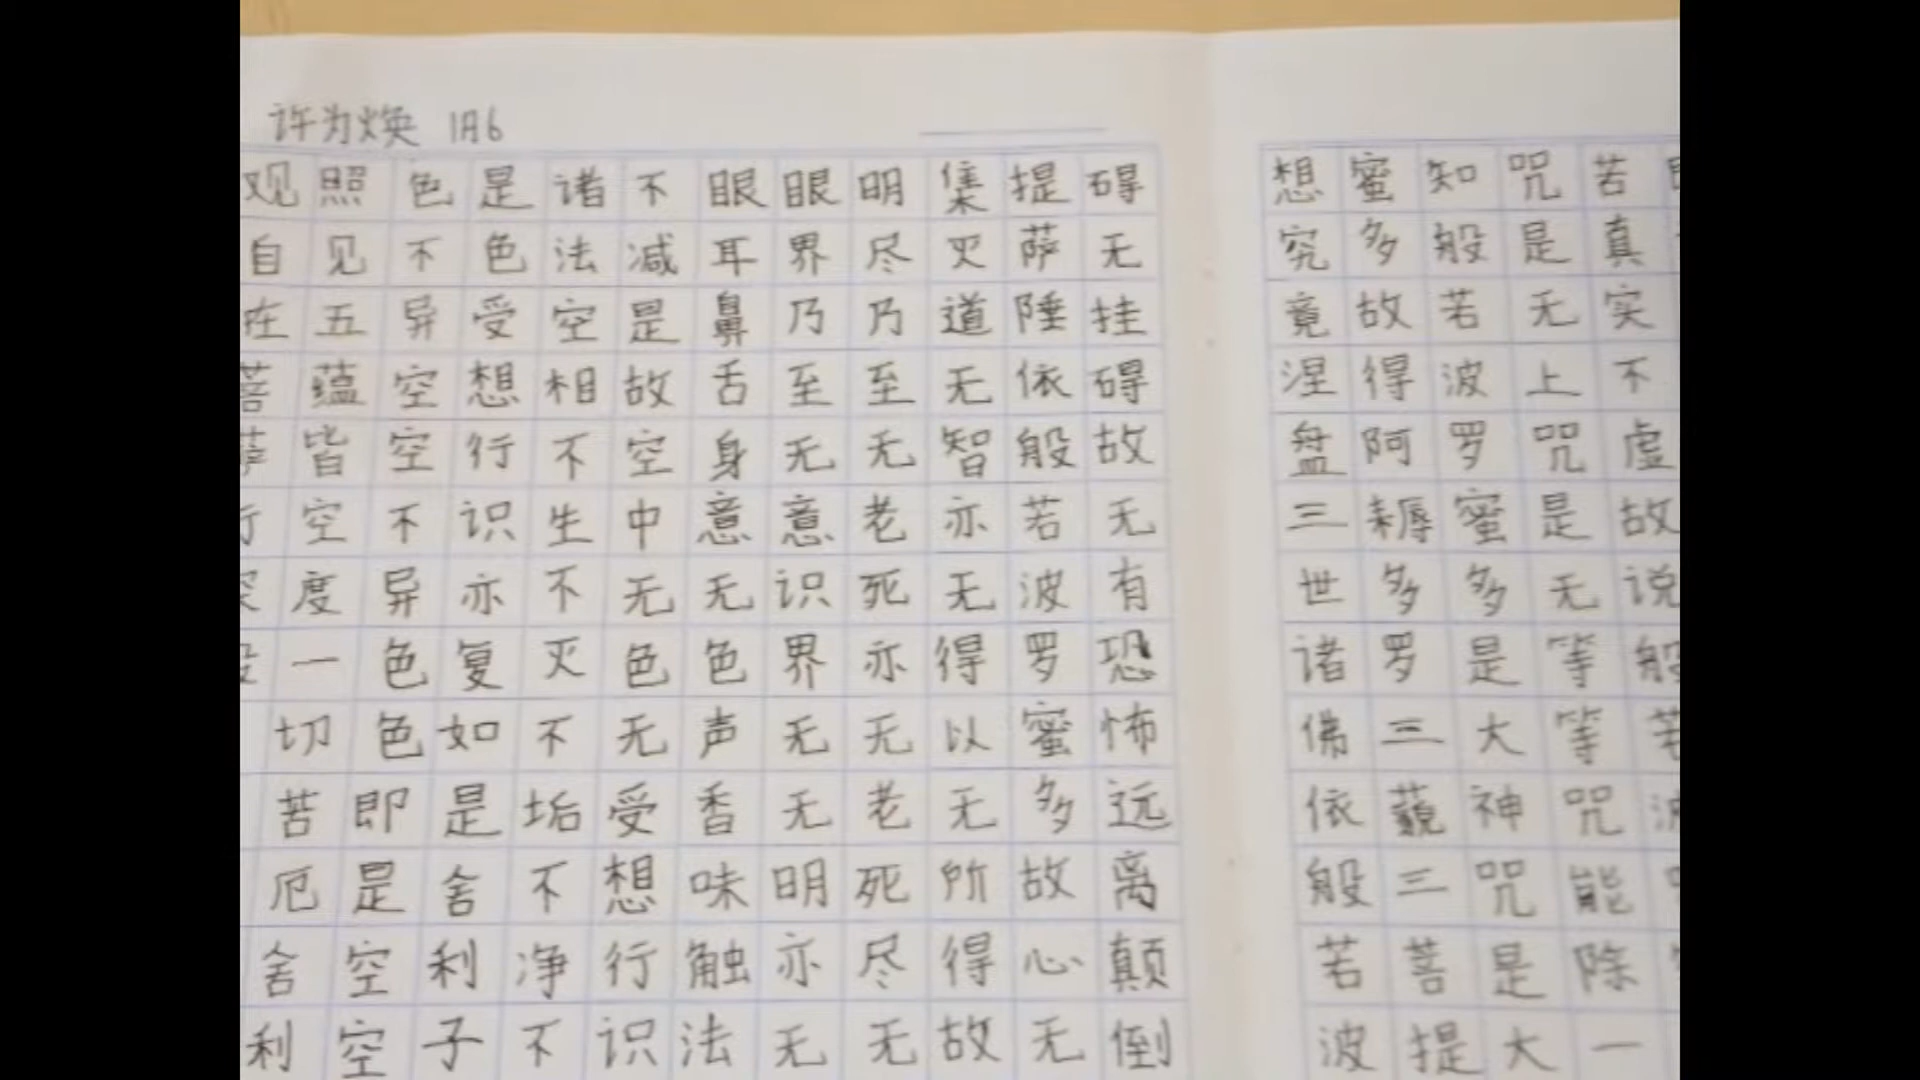 许为焕 1月6
观自在菩萨
照见五蕴皆空度一切苦厄舍利
色不异空空不异色色即是空空
是色受想行识亦复如是舍利子
诸法空相不生不灭不垢不净不
不减是故空中无色无受想行识
眼耳鼻舌身意无色声香味触法
眼界乃至无意识界无无明亦无
明尽乃至无老死亦无老死尽无
集灭道无智亦无得以无所得故
提萨陲依般若波罗蜜多故心无
碍无挂碍故无有恐怖远离颠倒
想究竟涅盘三世诸佛依般若波
蜜多故得阿耨多罗三藐三菩提
知般若波罗蜜多是大神咒是大
咒是无上咒是无等等咒能除一
苦真实不虚故说般若